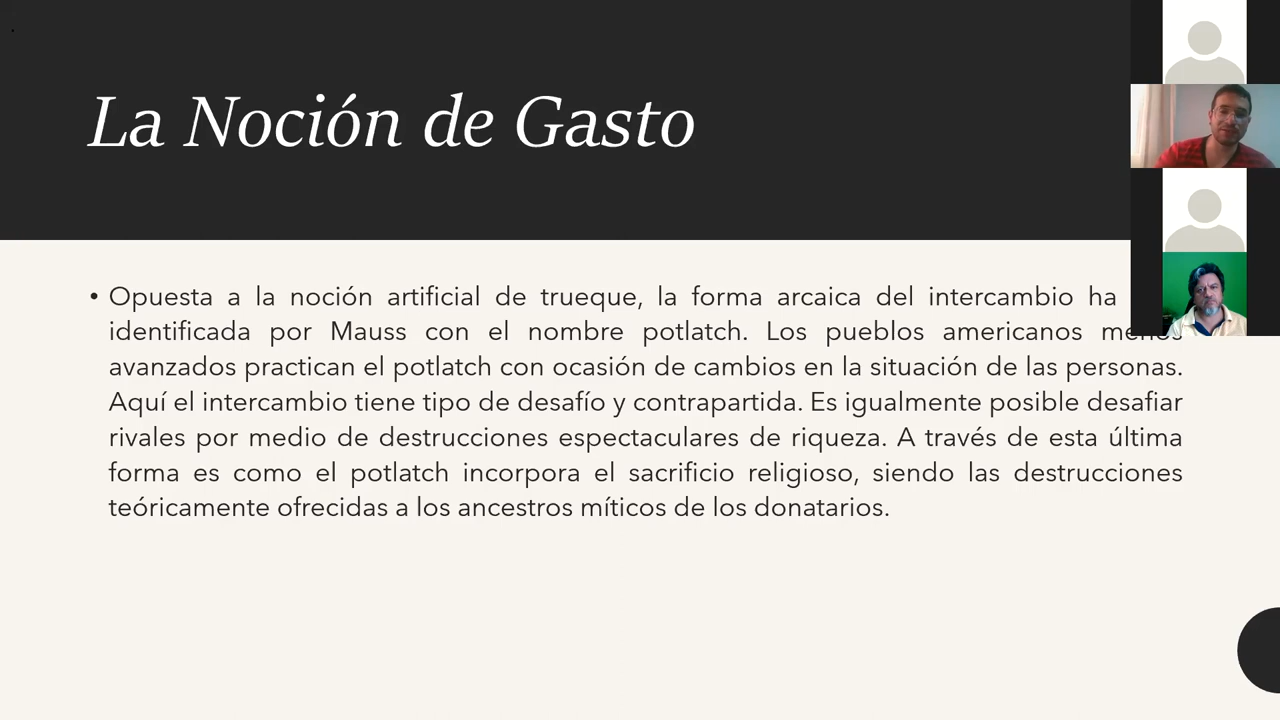 La Noción de Gasto
• Opuesta a la noción artificial de trueque, la forma arcaica del intercambio ha
identificada por Mauss con el nombre potlatch. Los pueblos americanos menos
avanzados practican el potlatch con ocasión de cambios en la situación de las personas.
Aquí el intercambio tiene tipo de desafío y contrapartida. Es igualmente posible desafiar
rivales por medio de destrucciones espectaculares de riqueza. A través de esta última
forma es como el potlatch incorpora el sacrificio religioso, siendo las destrucciones
teóricamente ofrecidas a los ancestros míticos de los donatarios.